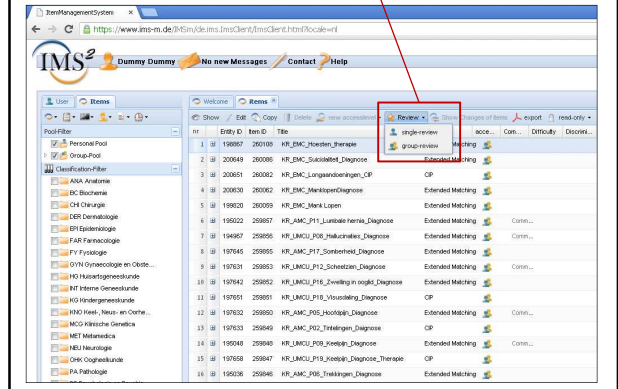 ItemManagementSystem
https://www.ims-m.de/IMSm/de.ims.ImsClient/ImsClient.html?locale=nl
IMS² Dummy Dummy No new Messages Contact Help
User Items Welcome Items
Show Edit Copy Delete new accesslevel Review Show Changes of Items export read-only
single-review
group-review
Pool-Filter
Personal Pool
Group-Pool
Classification-Filter
ANA Anatomie
BC Biochemie
CHI Chirurgie
DER Dermatologie
EPI Epidemiologie
FAR Farmacologie
FY Fysiologie
GYN Gynaecologie en Obste...
HG Huisartsgeneeskunde
INT Interne Geneeskunde
KG Kindergeneeskunde
KNO Keel-, Neus- en Oorhe...
MCG Klinische Genetica
MET Metamedica
NEU Neurologie
OHK Oogheelkunde
PA Pathologie
nr Entity ID Item ID Title acce... Com... Difficulty Discrimi...
1 198867 260108 KR_EMC_Hoesten_therapie Matching
2 200649 260086 KR_EMC_Suicidaliteit_Diagnose Extended Matching
3 200651 260082 KR_EMC_Longaandoeningen_CIP CIP
4 200630 260062 KR_EMC_ManklopenDiagnose Extended Matching
5 199820 260059 KR_EMC_Mank Lopen Extended Matching
6 195022 259857 KR_AMC_P11_Lumbale hernia_Diagnose Extended Matching Comm...
7 194967 259856 KR_UMCU_P08_Hallucinaties_Diagnose Extended Matching Comm...
8 197645 259855 KR_AMC_P17_Somberheid_Diagnose Extended Matching
9 197631 259853 KR_UMCU_P12_Scheelzien_Diagnose Extended Matching Comm...
10 197642 259852 KR_UMCU_P16_Zwelling in ooglid_Diagnose Extended Matching
11 197651 259851 KR_UMCU_P18_Visusdaling_Diagnose CIP
12 197632 259850 KR_AMC_P05_Hoofdpijn_Diagnose Extended Matching Comm...
13 197633 259849 KR_AMC_P02_Tintelingen_Diagnose CIP
14 195048 259848 KR_UMCU_P09_Keelpijn_Diagnose Extended Matching Comm...
15 197658 259847 KR_UMCU_P19_Keelpijn_Diagnose_Therapie CIP
16 195036 259846 KR_AMC_P06_Trekkingen_Diagnose Extended Matching